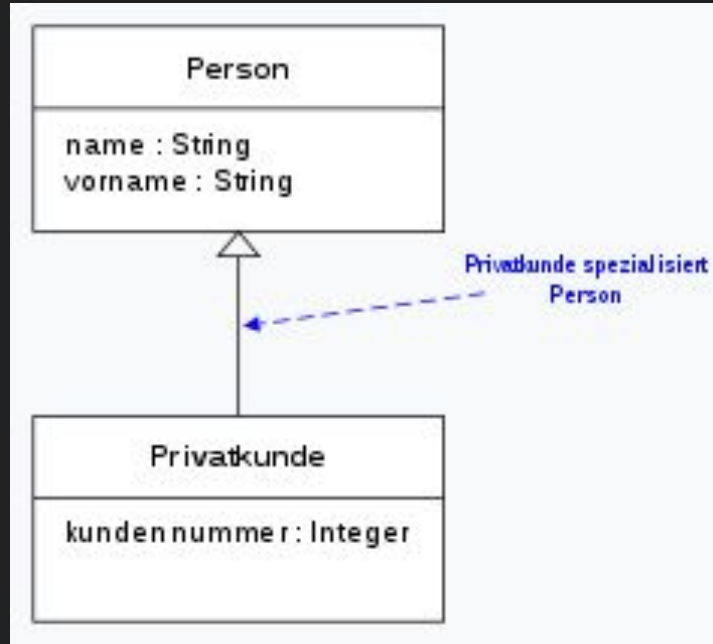 Person
name : String
vorname : String
Privatkunde spezialisiert
Person
Privatkunde
kundennummer: Integer